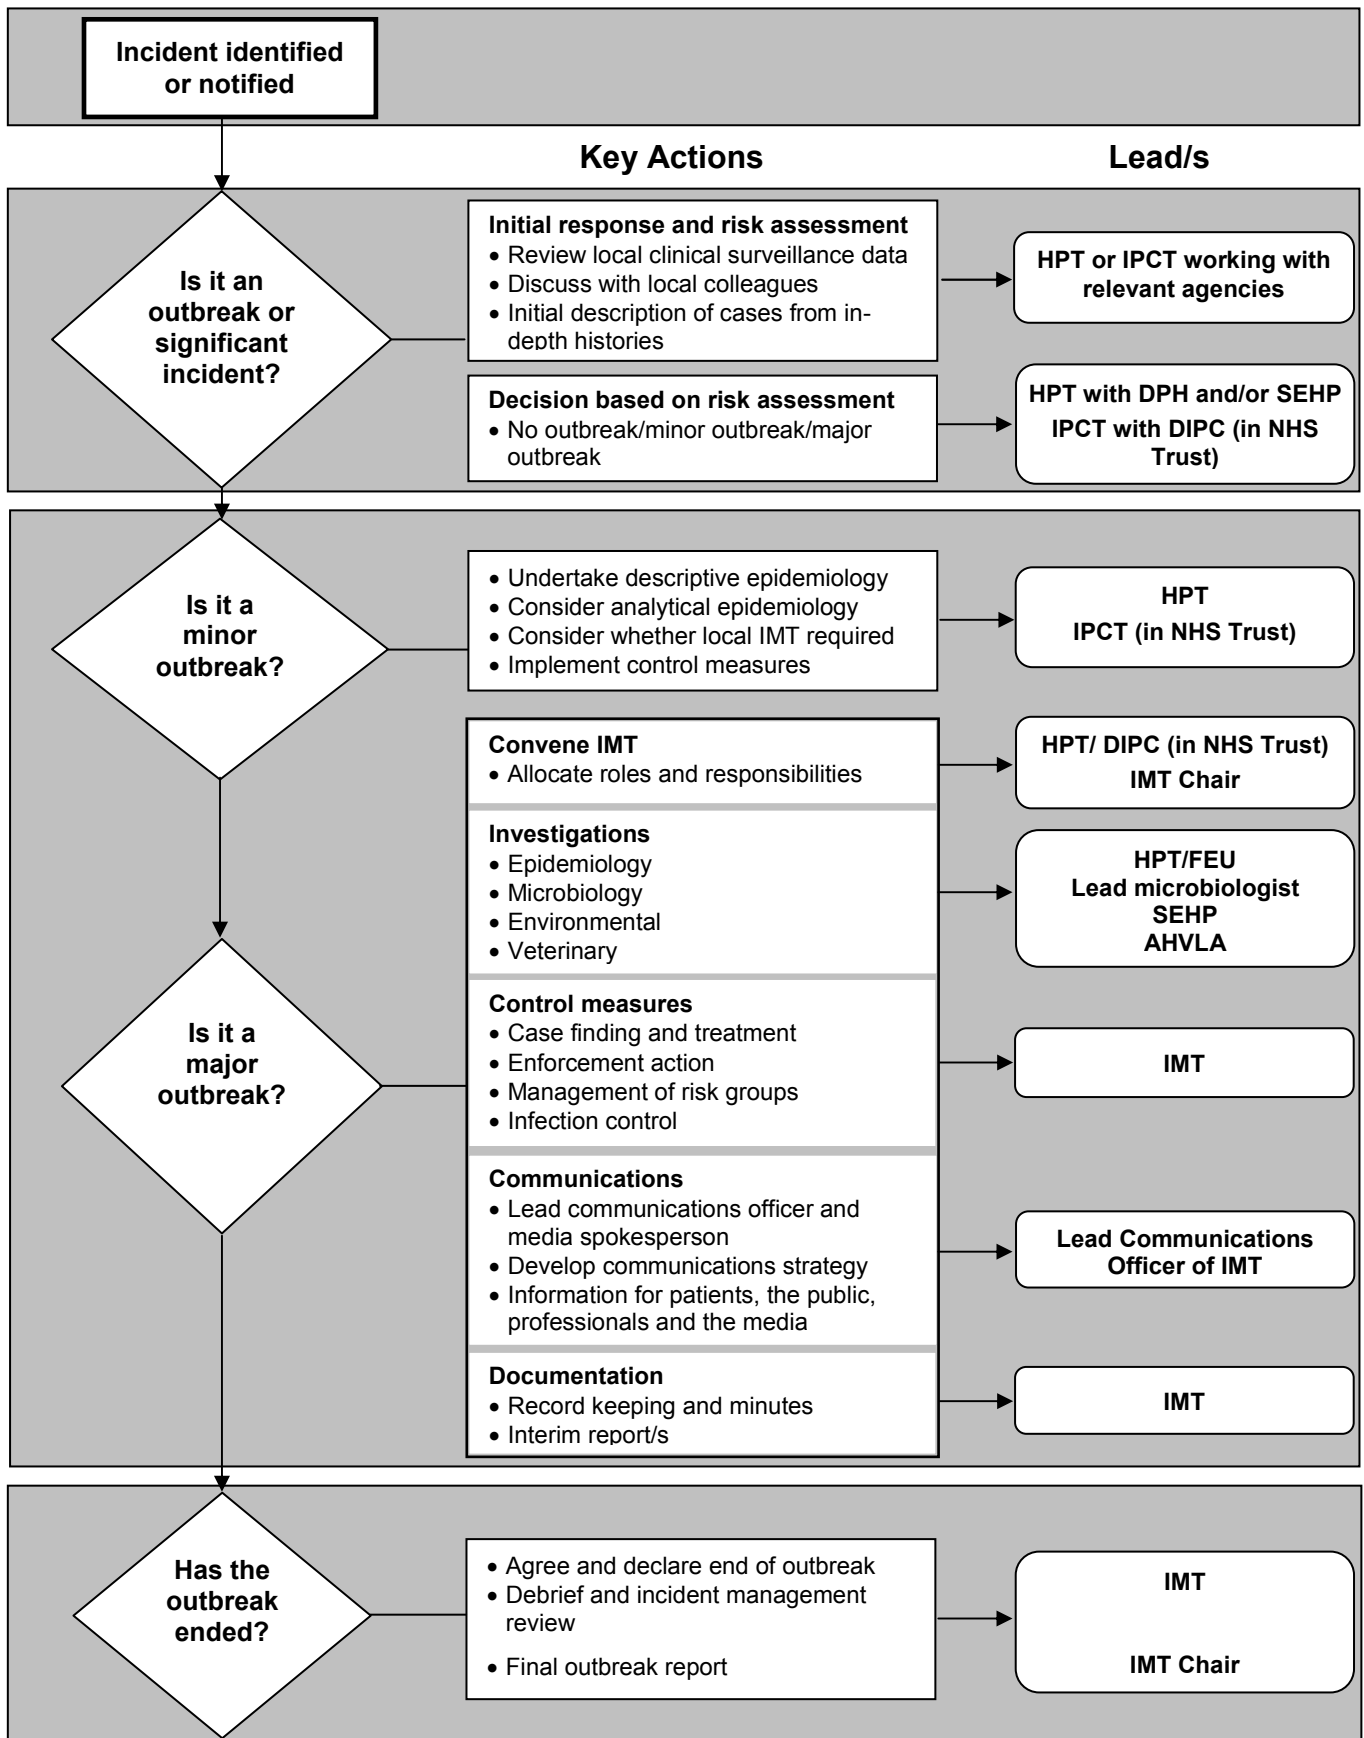 Incident identified
or notified
Key Actions
Lead/s
Is it an
outbreak or
significant
incident?
Initial response and risk assessment
• Review local clinical surveillance data
• Discuss with local colleagues
• Initial description of cases from in-
depth histories
HPT or IPCT working with
relevant agencies
Decision based on risk assessment
• No outbreak/minor outbreak/major
outbreak
HPT with DPH and/or SEHP
IPCT with DIPC (in NHS
Trust)
Is it a
minor
outbreak?
• Undertake descriptive epidemiology
• Consider analytical epidemiology
• Consider whether local IMT required
• Implement control measures
HPT
IPCT (in NHS Trust)
Is it a
major
outbreak?
Convene IMT
• Allocate roles and responsibilities
HPT/ DIPC (in NHS Trust)
IMT Chair
Investigations
• Epidemiology
• Microbiology
• Environmental
• Veterinary
HPT/FEU
Lead microbiologist
SEHP
AHVLA
Control measures
• Case finding and treatment
• Enforcement action
• Management of risk groups
• Infection control
IMT
Communications
• Lead communications officer and
media spokesperson
• Develop communications strategy
• Information for patients, the public,
professionals and the media
Lead Communications
Officer of IMT
Documentation
• Record keeping and minutes
• Interim report/s
IMT
Has the
outbreak
ended?
• Agree and declare end of outbreak
• Debrief and incident management
review
• Final outbreak report
IMT
IMT Chair